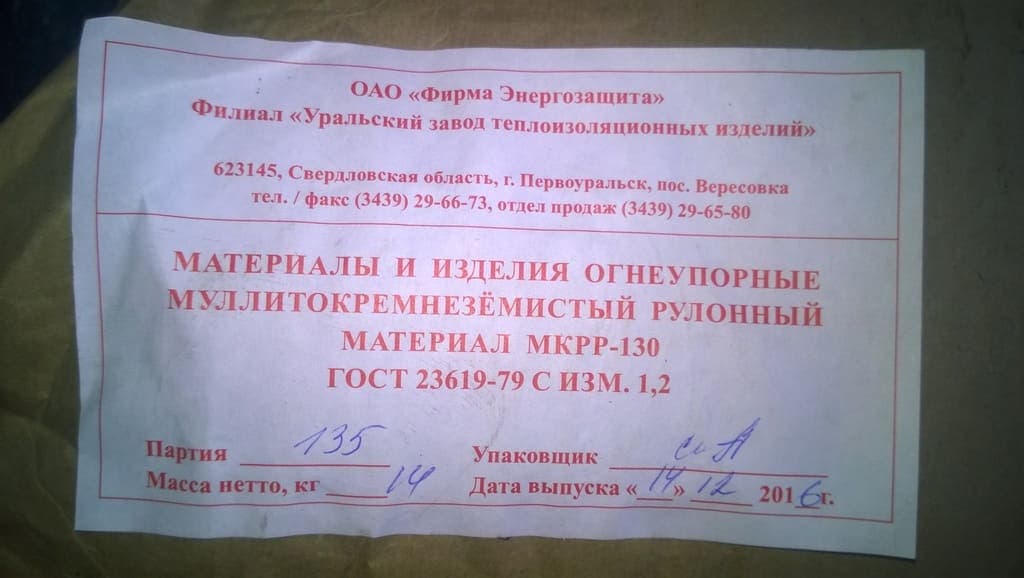 ОАО «Фирма Энергозащита»
Филиал «Уральский завод теплоизоляционных изделий»
623145, Свердловская область, г. Первоуральск, пос. Вересовка
тел. / факс (3439) 29-66-73, отдел продаж (3439) 29-65-80
МАТЕРИАЛЫ И ИЗДЕЛИЯ ОГНЕУПОРНЫЕ
МУЛЛИТОКРЕМНЕЗЁМИСТЫЙ РУЛОННЫЙ
МАТЕРИАЛ МКРР-130
ГОСТ 23619-79 С ИЗМ. 1,2
Партия 135 Упаковщик
Масса нетто, кг 14 Дата выпуска «14» 12 2016г.